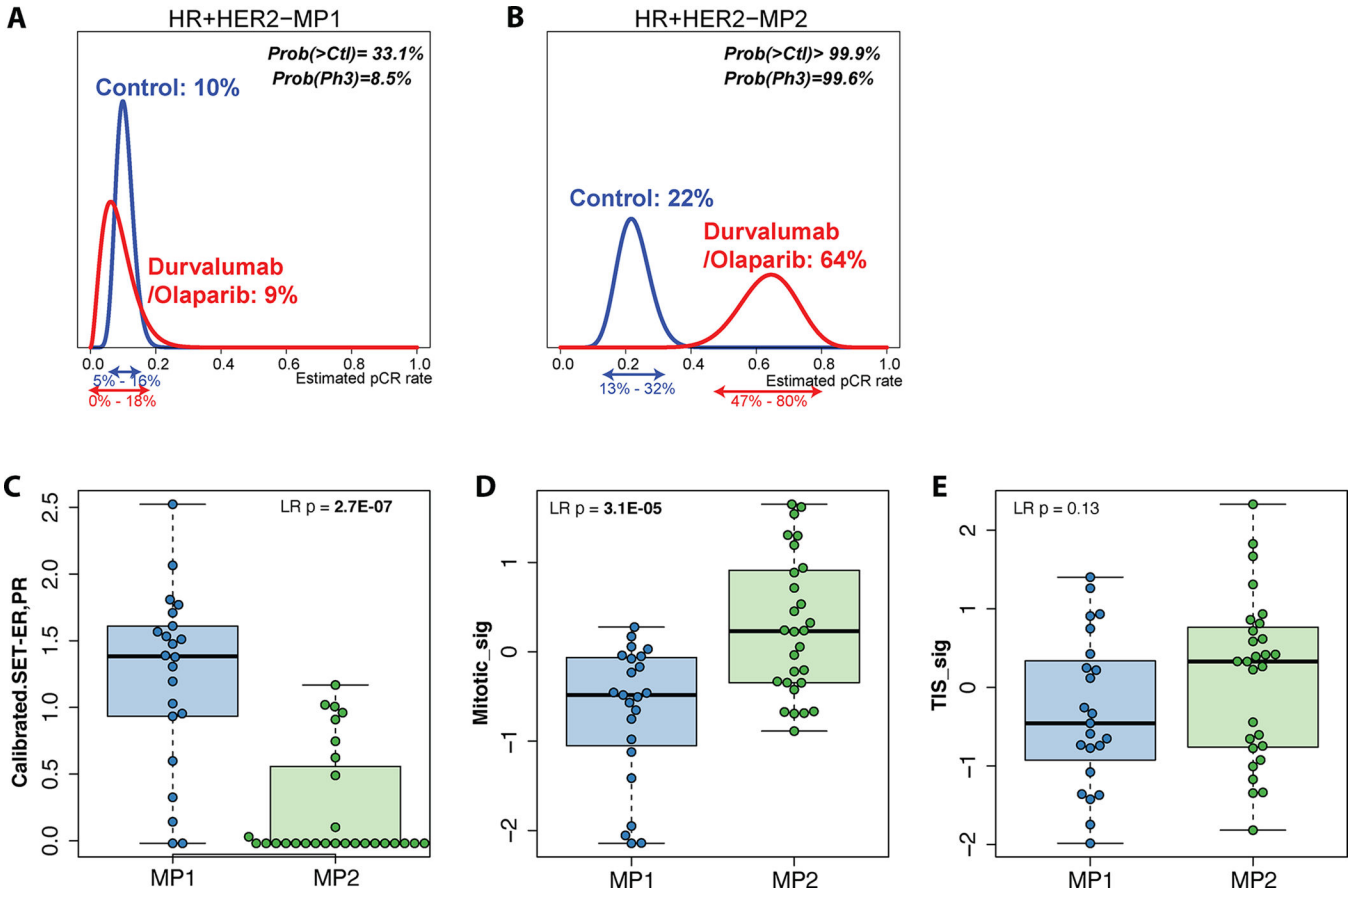 A
HR+HER2−MP1
Prob(>Ctl)= 33.1%
Prob(Ph3)=8.5%
Control: 10%
Durvalumab
/Olaparib: 9%
0.0 0.2 0.4 0.6 0.8 1.0
Estimated pCR rate
5% - 16%
0% - 18%
B
HR+HER2−MP2
Prob(>Ctl)> 99.9%
Prob(Ph3)=99.6%
Control: 22%
Durvalumab
/Olaparib: 64%
0.0 0.2 0.4 0.6 0.8 1.0
Estimated pCR rate
13% - 32%
47% - 80%
C
LR p = 2.7E-07
Calibrated.SET-ER,PR
2.5
2.0
1.5
1.0
0.5
0.0
MP1 MP2
D
LR p = 3.1E-05
Mitotic_sig
1
0
−1
−2
MP1 MP2
E
LR p = 0.13
TIS_sig
2
1
0
−1
−2
MP1 MP2